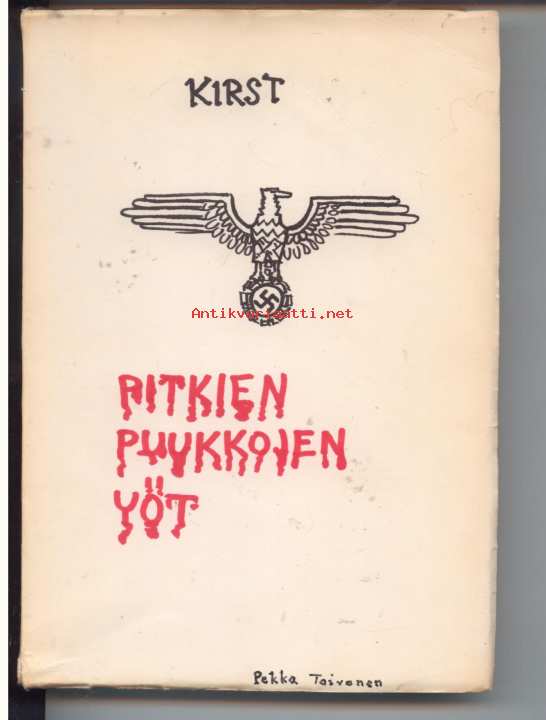 KIRST
Antikvariaatti.net
PITKIEN
PUUKKOJEN
YÖT
Pekka Toivonen